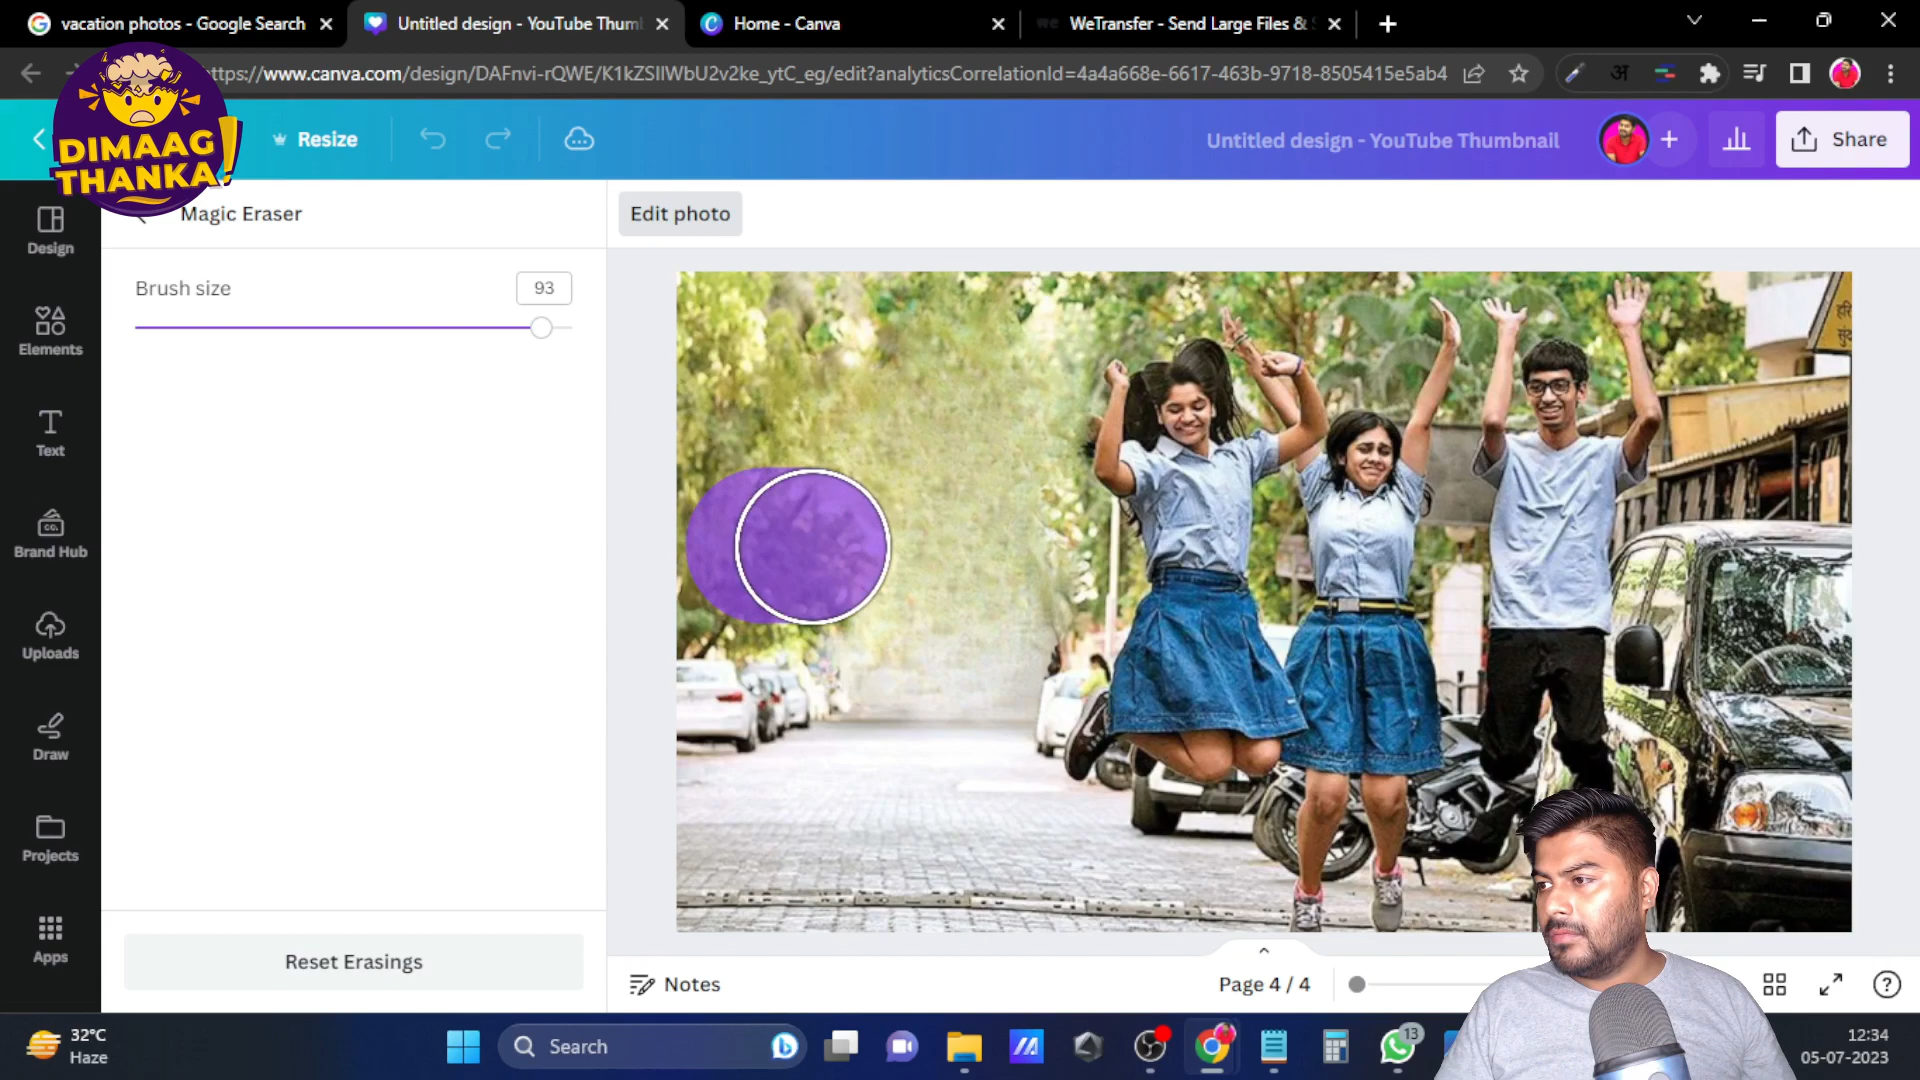 vacation photos - Google Search
Untitled design - YouTube Thum
Home - Canva
WeTransfer - Send Large Files &
ttps://www.canva.com/design/DAFnvi-rQWE/K1kZSIlWbU2v2ke_ytC_eg/edit?analyticsCorrelationId=4a4a668e-6617-463b-9718-8505415e5ab4
अ
DIMAAG
THANKA!
Resize
Untitled design - YouTube Thumbnail
Share
Magic Eraser
Edit photo
Design
Brush size
93
Elements
Text
CO.
Brand Hub
Uploads
Draw
Projects
Apps
Reset Erasings
Notes
Page 4 / 4
32°C
Haze
Search
13
12:34
05-07-2023